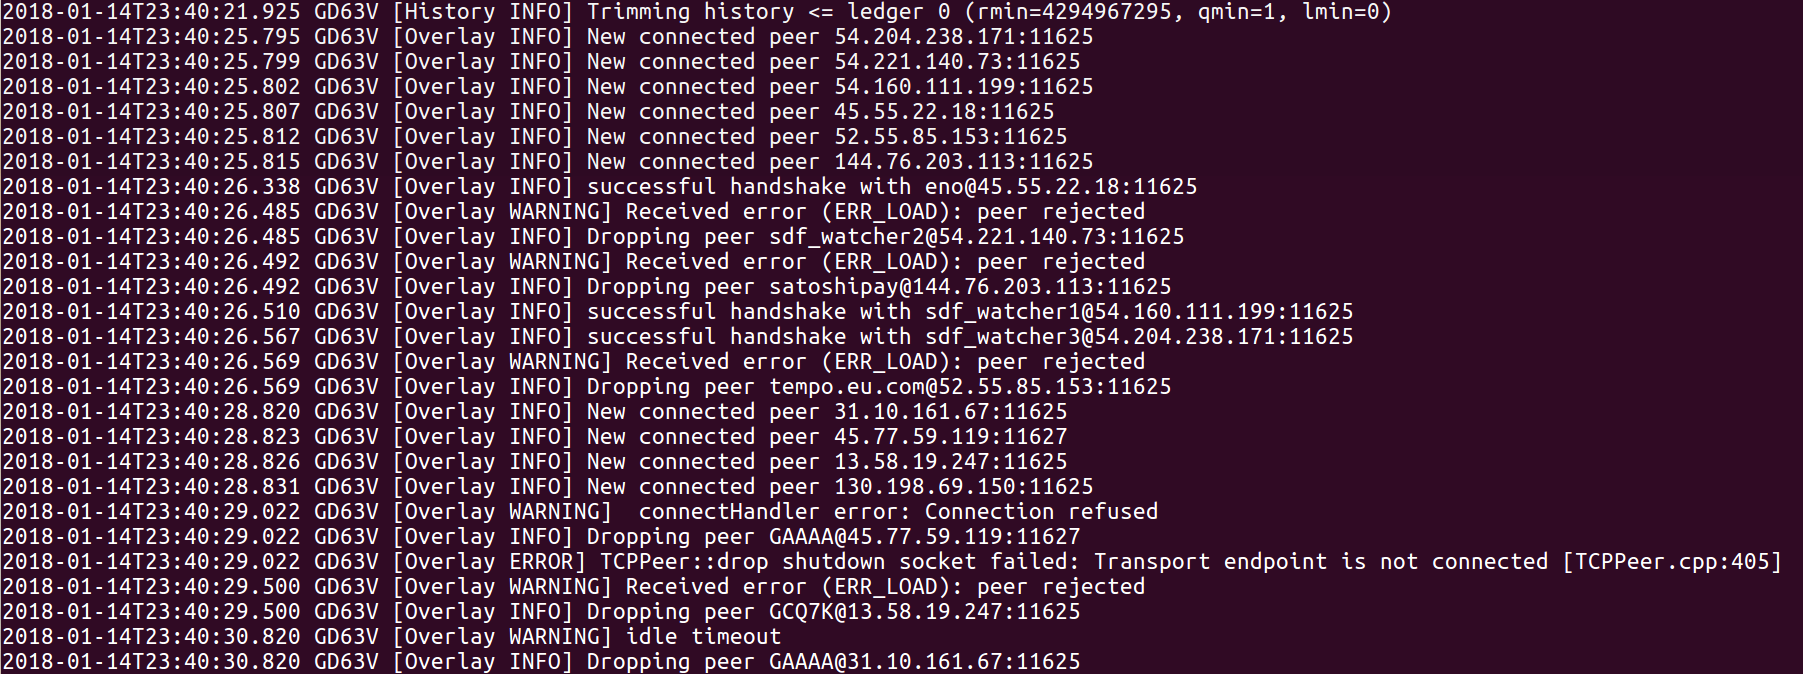 2018-01-14T23:40:21.925 GD63V [History INFO] Trimming history <= ledger 0 (rmin=4294967295, qmin=1, lmin=0)
2018-01-14T23:40:25.795 GD63V [Overlay INFO] New connected peer 54.204.238.171:11625
2018-01-14T23:40:25.799 GD63V [Overlay INFO] New connected peer 54.221.140.73:11625
2018-01-14T23:40:25.802 GD63V [Overlay INFO] New connected peer 54.160.111.199:11625
2018-01-14T23:40:25.807 GD63V [Overlay INFO] New connected peer 45.55.22.18:11625
2018-01-14T23:40:25.812 GD63V [Overlay INFO] New connected peer 52.55.85.153:11625
2018-01-14T23:40:25.815 GD63V [Overlay INFO] New connected peer 144.76.203.113:11625
2018-01-14T23:40:26.338 GD63V [Overlay INFO] successful handshake with eno@45.55.22.18:11625
2018-01-14T23:40:26.485 GD63V [Overlay WARNING] Received error (ERR_LOAD): peer rejected
2018-01-14T23:40:26.485 GD63V [Overlay INFO] Dropping peer sdf_watcher2@54.221.140.73:11625
2018-01-14T23:40:26.492 GD63V [Overlay WARNING] Received error (ERR_LOAD): peer rejected
2018-01-14T23:40:26.492 GD63V [Overlay INFO] Dropping peer satoshipay@144.76.203.113:11625
2018-01-14T23:40:26.510 GD63V [Overlay INFO] successful handshake with sdf_watcher1@54.160.111.199:11625
2018-01-14T23:40:26.567 GD63V [Overlay INFO] successful handshake with sdf_watcher3@54.204.238.171:11625
2018-01-14T23:40:26.569 GD63V [Overlay WARNING] Received error (ERR_LOAD): peer rejected
2018-01-14T23:40:26.569 GD63V [Overlay INFO] Dropping peer tempo.eu.com@52.55.85.153:11625
2018-01-14T23:40:28.820 GD63V [Overlay INFO] New connected peer 31.10.161.67:11625
2018-01-14T23:40:28.823 GD63V [Overlay INFO] New connected peer 45.77.59.119:11627
2018-01-14T23:40:28.826 GD63V [Overlay INFO] New connected peer 13.58.19.247:11625
2018-01-14T23:40:28.831 GD63V [Overlay INFO] New connected peer 130.198.69.150:11625
2018-01-14T23:40:29.022 GD63V [Overlay WARNING]  connectHandler error: Connection refused
2018-01-14T23:40:29.022 GD63V [Overlay INFO] Dropping peer GAAAA@45.77.59.119:11627
2018-01-14T23:40:29.022 GD63V [Overlay ERROR] TCPPeer::drop shutdown socket failed: Transport endpoint is not connected [TCPPeer.cpp:405]
2018-01-14T23:40:29.500 GD63V [Overlay WARNING] Received error (ERR_LOAD): peer rejected
2018-01-14T23:40:29.500 GD63V [Overlay INFO] Dropping peer GCQ7K@13.58.19.247:11625
2018-01-14T23:40:30.820 GD63V [Overlay WARNING] idle timeout
2018-01-14T23:40:30.820 GD63V [Overlay INFO] Dropping peer GAAAA@31.10.161.67:11625